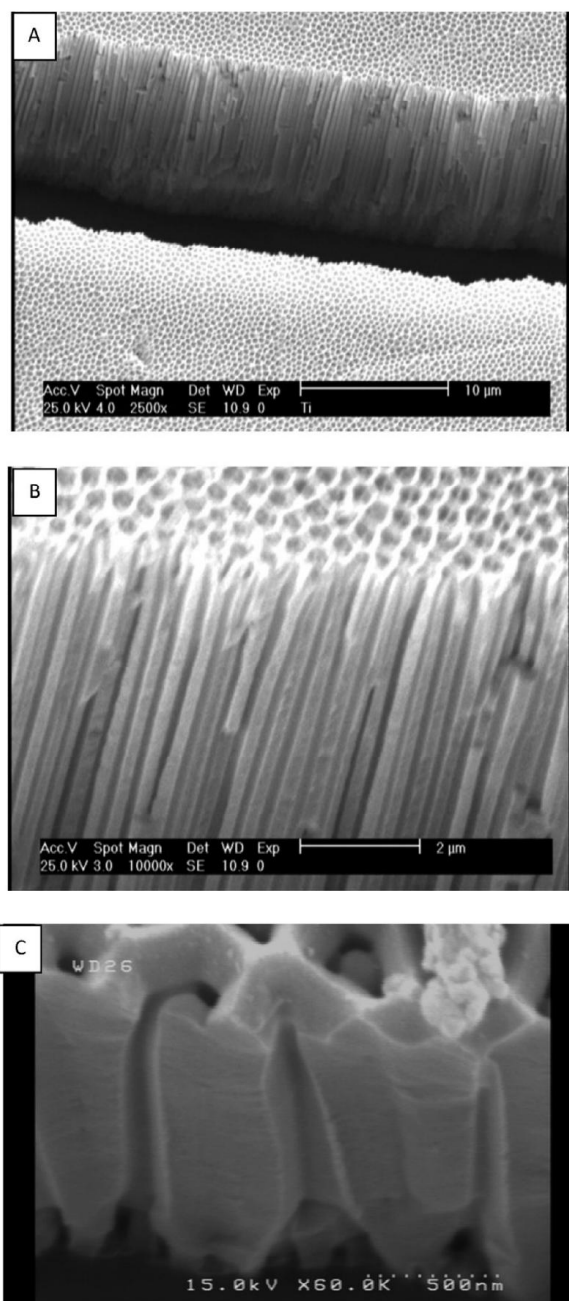 A
Acc.V Spot Magn Det WD Exp 10 µm
25.0 kV 4.0 2500x SE 10.9 0 Ti
B
Acc.V Spot Magn Det WD Exp 2 µm
25.0 kV 3.0 10000x SE 10.9 0
C
WD26
15.0kV X60.0K 500nm